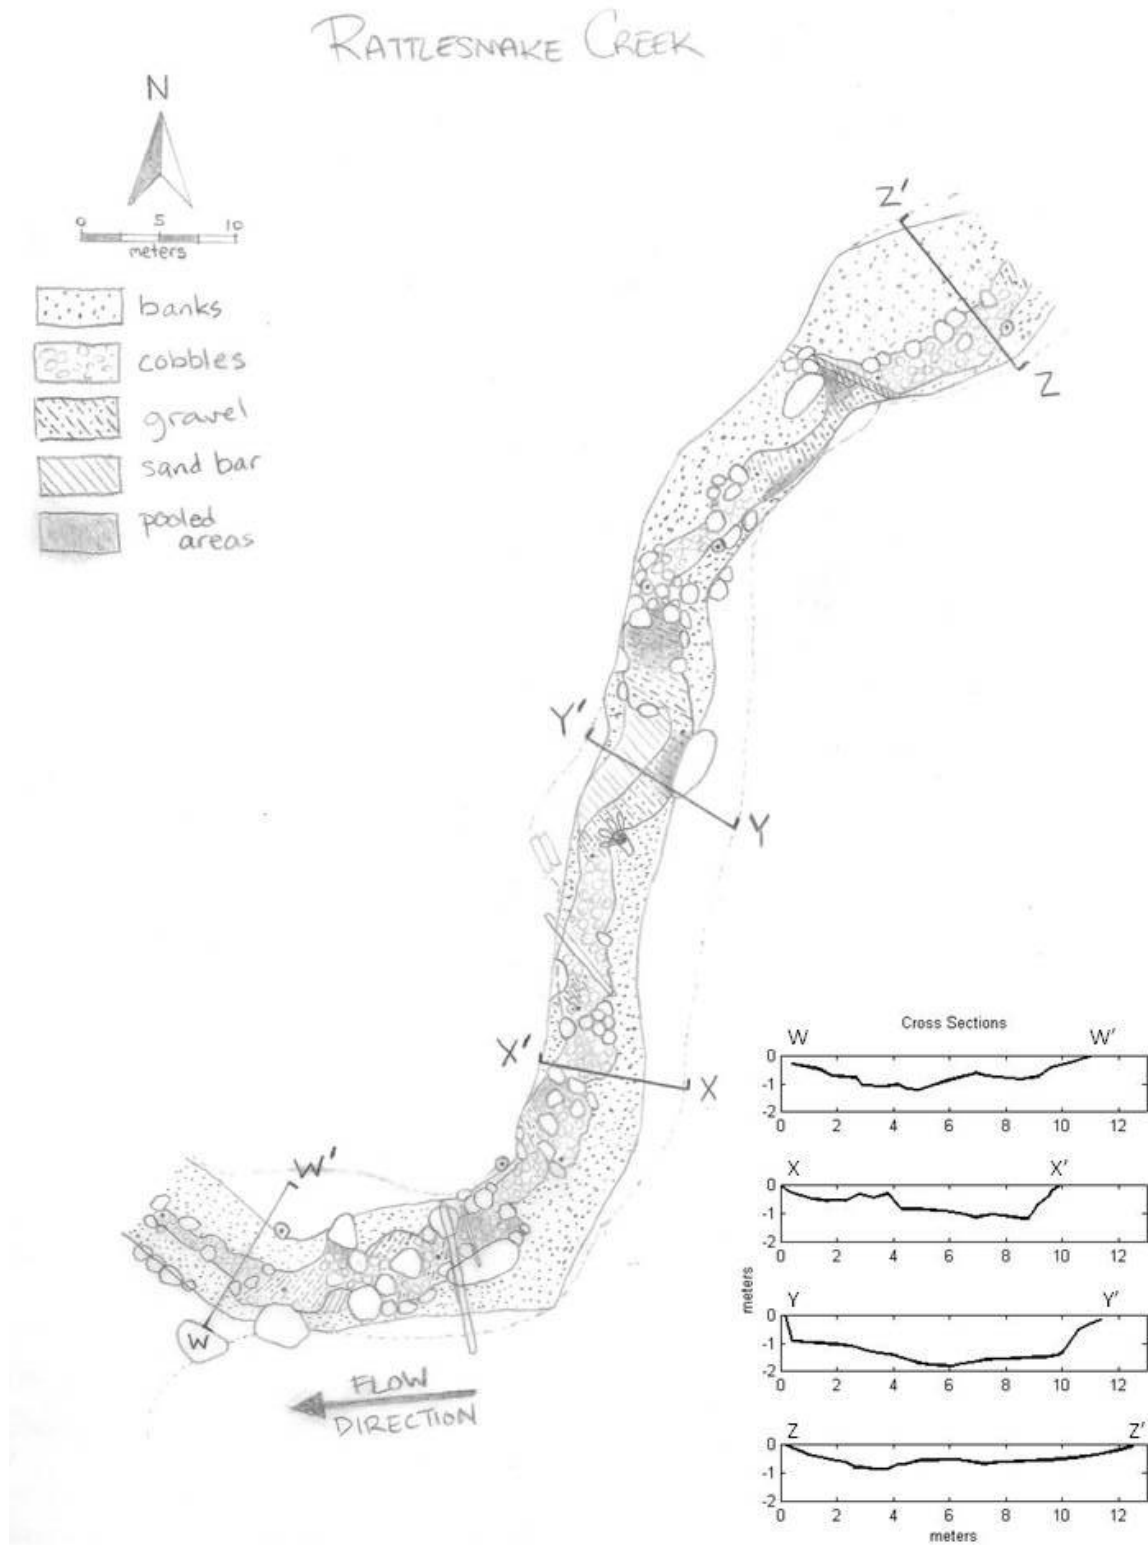 RATTLESNAKE CREEK
N
0 5 10
meters
banks
cobbles
gravel
sand bar
pooled
areas
Z'
Z
Y'
Y
X'
X
W'
W
FLOW
DIRECTION
Cross Sections
W W'
0
-1
-2
0 2 4 6 8 10 12
X X'
0
-1
-2
0 2 4 6 8 10 12
meters
Y Y'
0
-1
-2
0 2 4 6 8 10 12
Z Z'
0
-1
-2
0 2 4 6 8 10 12
meters